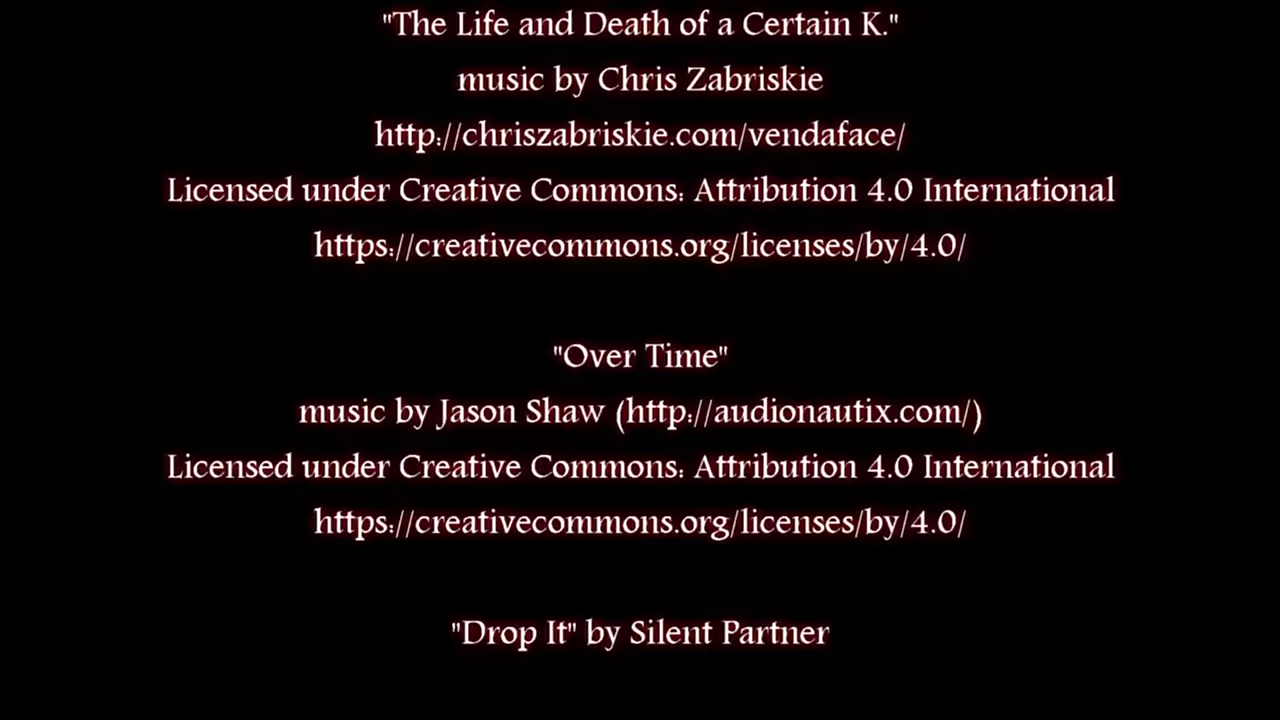 "The Life and Death of a Certain K."
music by Chris Zabriskie
http://chriszabriskie.com/vendaface/
Licensed under Creative Commons: Attribution 4.0 International
https://creativecommons.org/licenses/by/4.0/
"Over Time"
music by Jason Shaw (http://audionautix.com/)
Licensed under Creative Commons: Attribution 4.0 International
https://creativecommons.org/licenses/by/4.0/
"Drop It" by Silent Partner